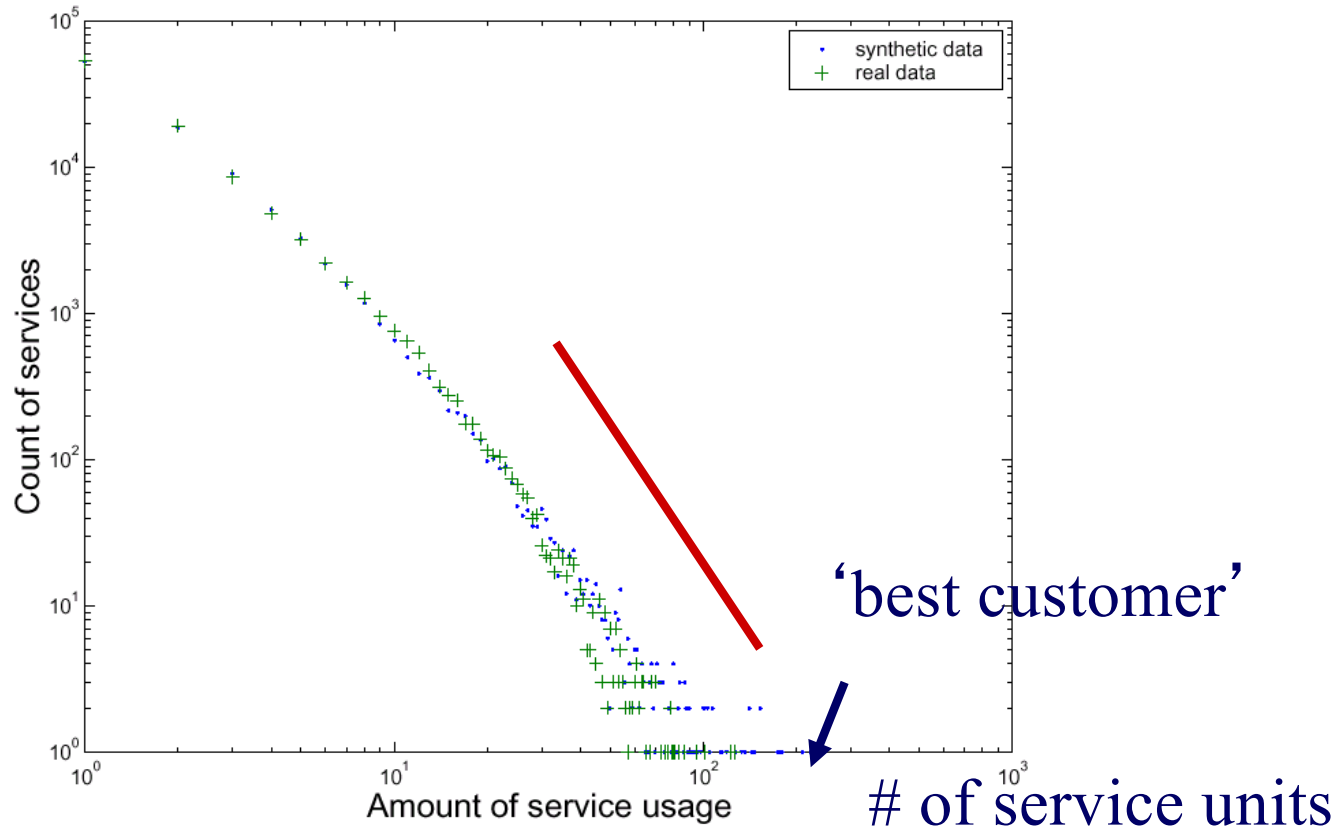 10^5
10^4
10^3
10^2
10^1
10^0
Count of services
synthetic data
real data
‘best customer’
10^0
10^1
10^2
10^3
Amount of service usage
# of service units